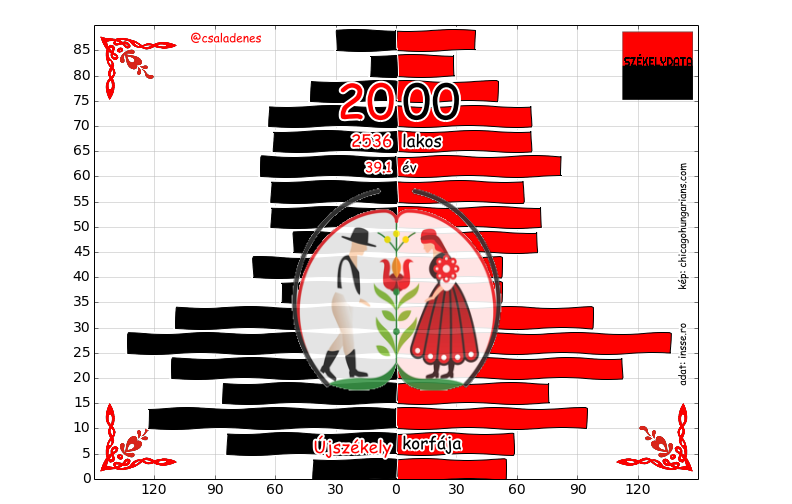 @csaladenes
SZÉKELYDATA
2000
2536 lakos
39.1 év
kép: chicagohungarians.com
adat: insse.ro
Újszékely korfája
85
80
75
70
65
60
55
50
45
40
35
30
25
20
15
10
5
0
120 90 60 30 0 30 60 90 120